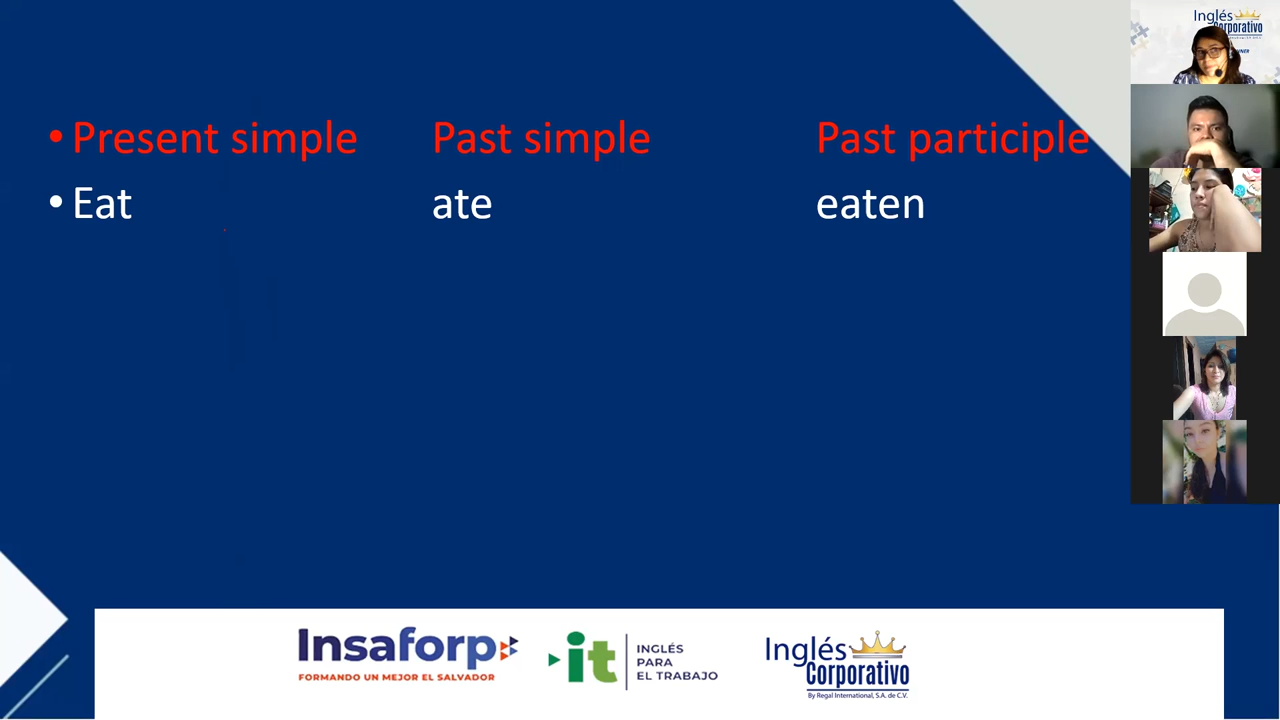 • Present simple Past simple Past participle
• Eat ate eaten
Inglés
Corporativo
Insaforp
FORMANDO UN MEJOR EL SALVADOR
it
INGLÉS
PARA
EL TRABAJO
Inglés
Corporativo
By Regal International, S.A. de C.V.